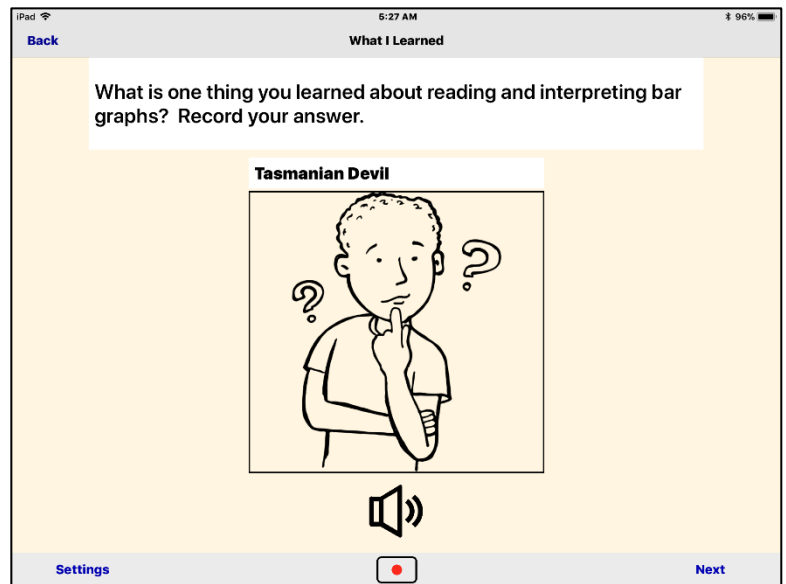 iPad 5:27 AM 96%
Back What I Learned
What is one thing you learned about reading and interpreting bar
graphs? Record your answer.
Tasmanian Devil
? ?
Settings Next